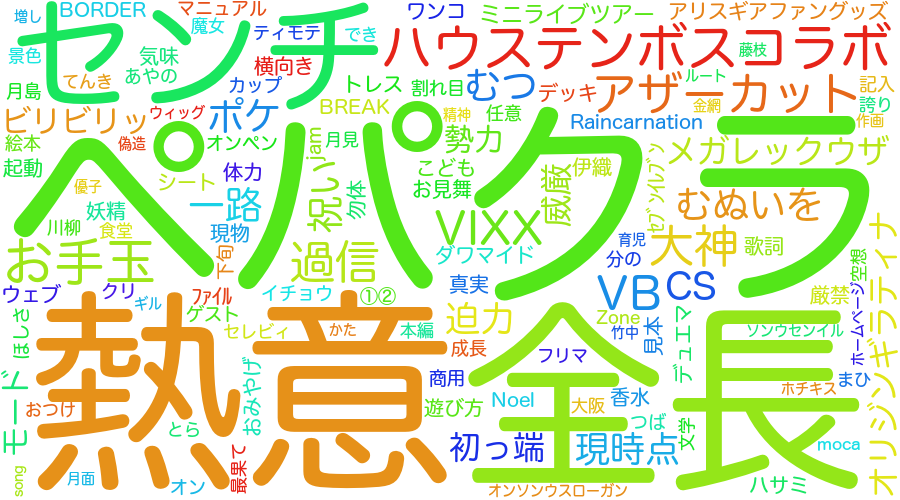 増し
BORDER
マニュアル
ワンコ
ミニライブツアー
アリスギアファングッズ
センチ
魔女
ティモテ
でき
ハウステンボスコラボ
景色
気味
横向き
藤枝
月島
てんき
あやの
カップ
トレス
割れ目
むつ
デッキ
アザーカット
ルート
記入
ビリビリッ
ウィッグ
ポケ
BREAK
精神
任意
金網
誇り
絵本
偽造
オンペン
jam
月見
勢力
Raincarnation
作画
起動
シート
体力
祝い
こども
威厳
伊織
セブンイレブン
メガレックウザ
優子
妖精
一路
勿体
お見舞
むぬいを
川柳
食堂
現物
VIXX
育児
大神
歌詞
ペパクラ
お手玉
下旬
過信
ダワマイド
分の
空想
オリジンギラティナ
ウェブ
クリ
ギル
ファイル
イチョウ
①②
真実
VB
CS
厳禁
ホームページ
ほしさ
ゲスト
セレビィ
かた
本編
迫力
Zone
竹中
見本
デュエマ
ソンウセンイル
熱意
全長
成長
フリマ
モード
おつけ
おみやげ
商用
ホチキス
まひ
とら
遊び方
Noel
大阪
香水
つば
文学
最果て
初っ端
現時点
moca
song
月面
オン
オンソンウスローガン
ハサミ